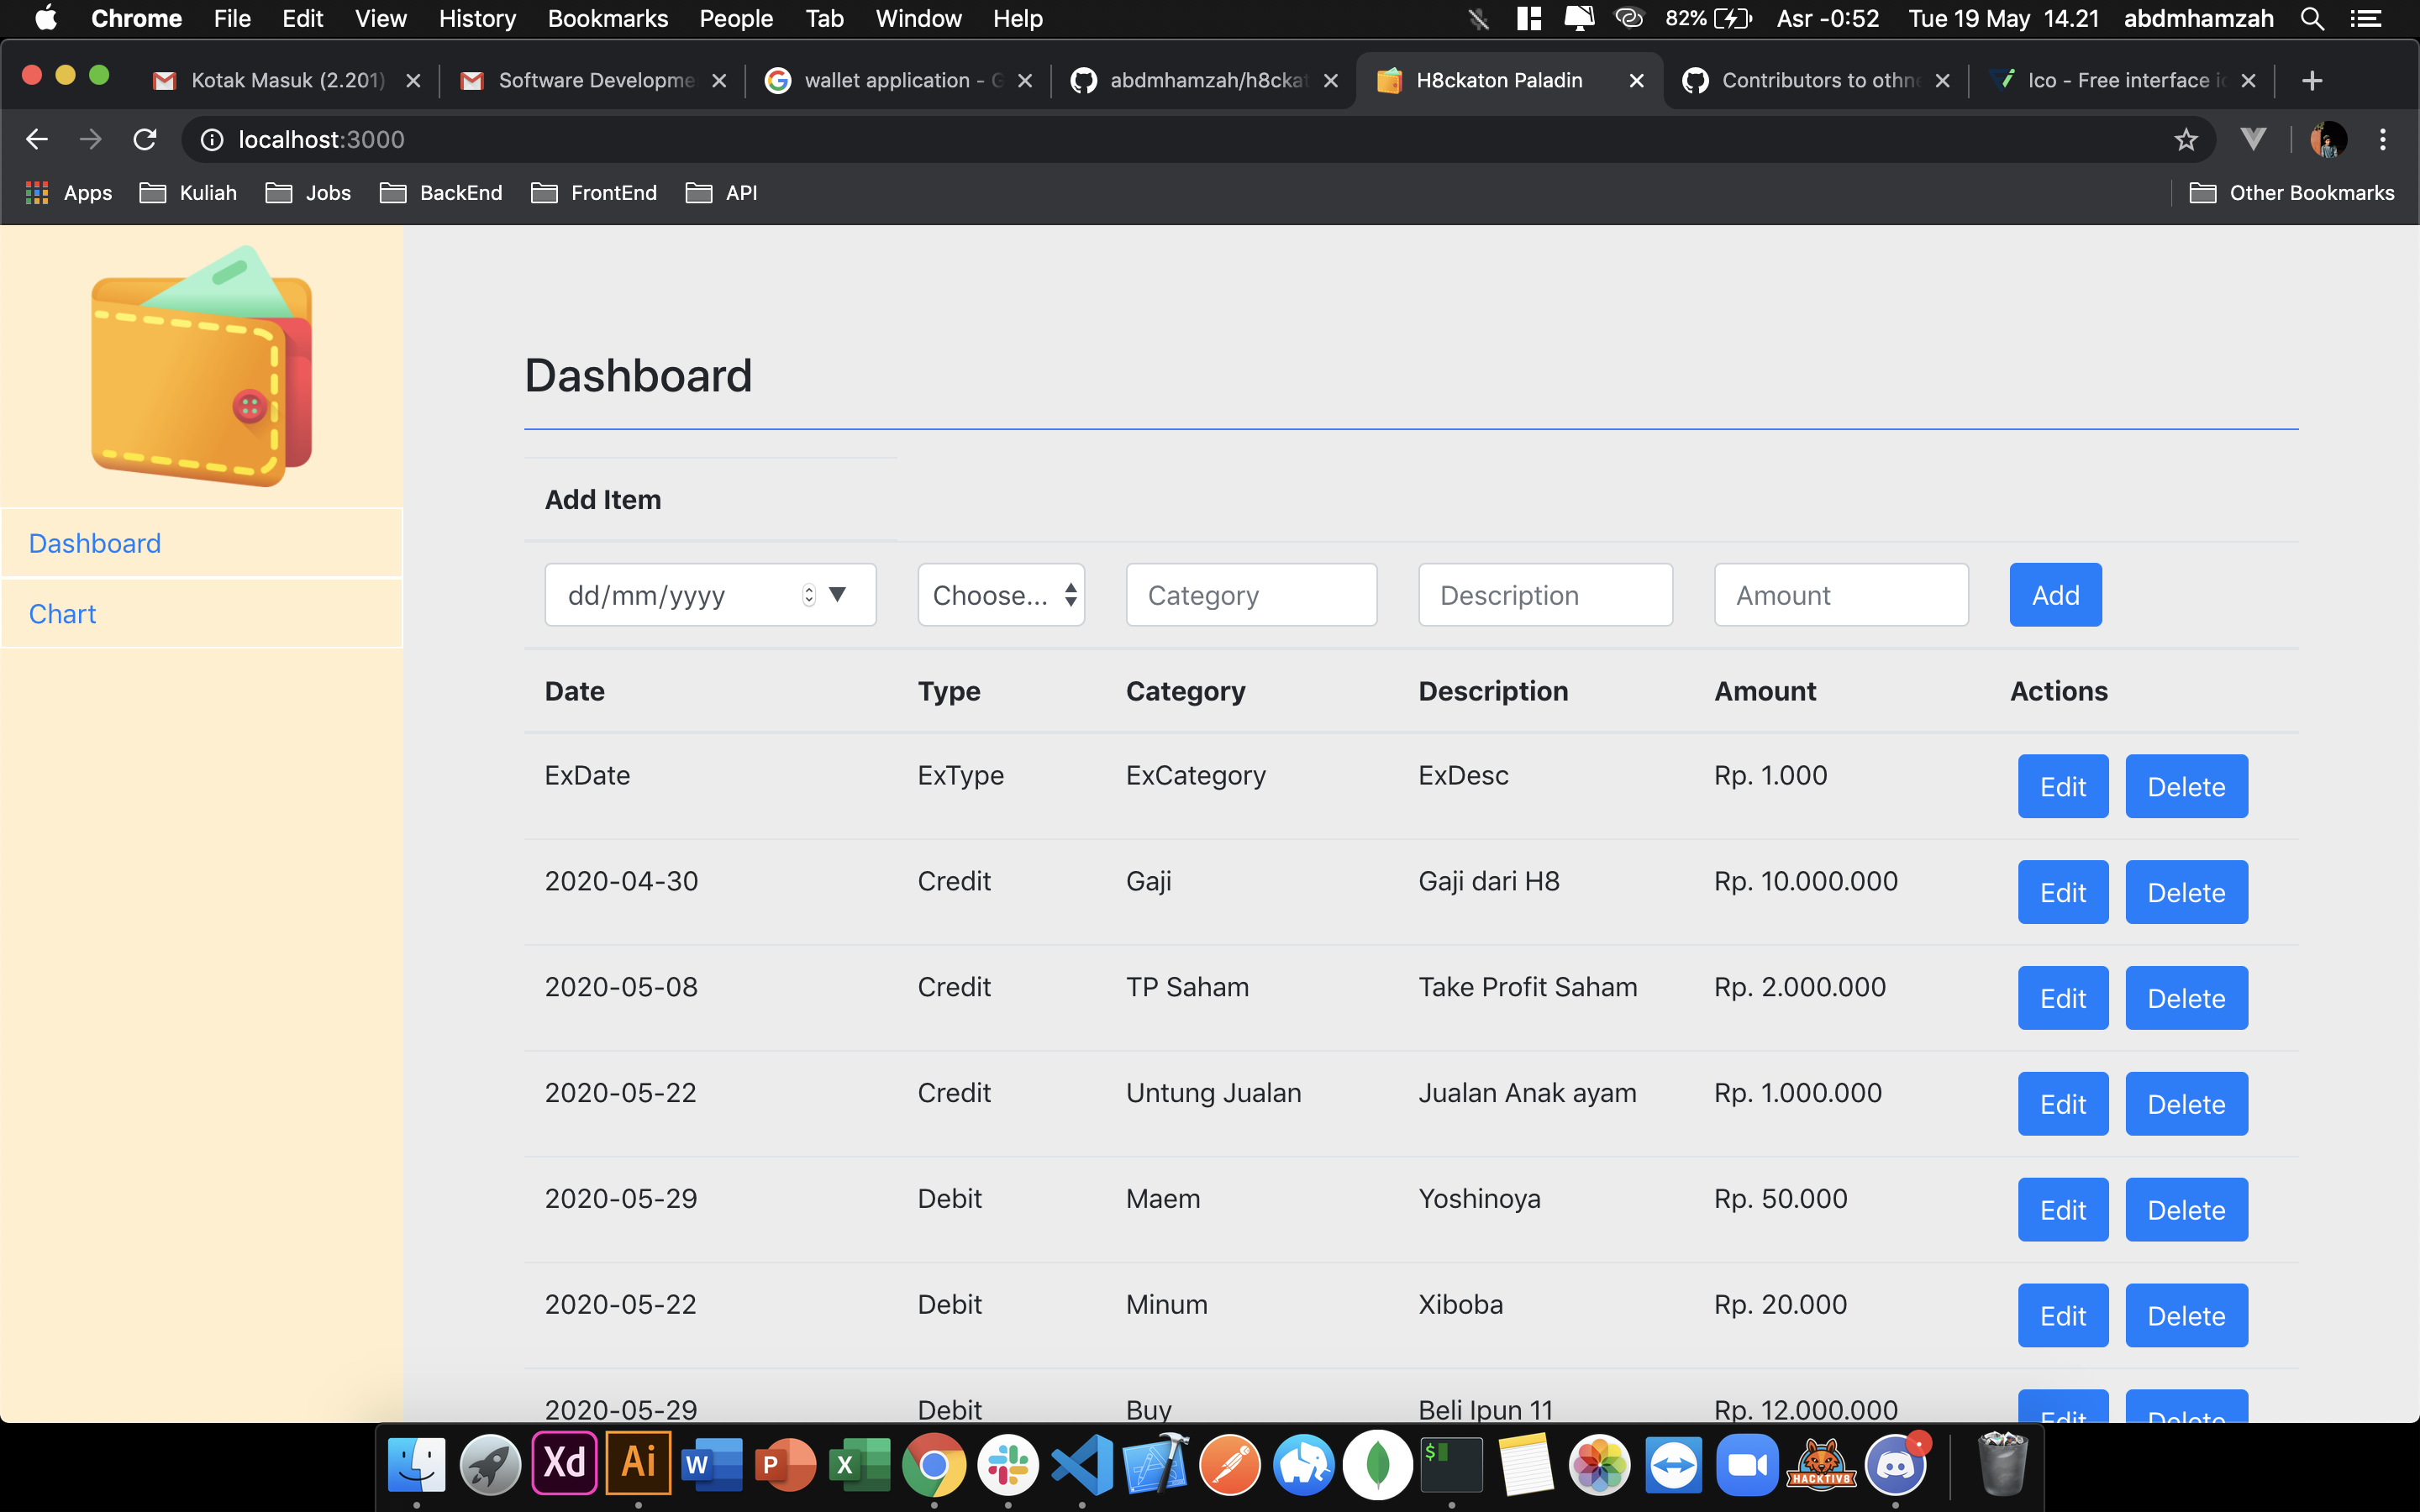 Chrome File Edit View History Bookmarks People Tab Window Help 82% Asr -0:52 Tue 19 May 14.21 abdmhamzah
Kotak Masuk (2.201) Software Developme wallet application - G abdmhamzah/h8ckat H8ckaton Paladin Contributors to othne Ico - Free interface ic
localhost:3000
Apps Kuliah Jobs BackEnd FrontEnd API Other Bookmarks
Dashboard
Chart
Dashboard
Add Item
dd/mm/yyyy Choose... Category Description Amount Add
Date Type Category Description Amount Actions
ExDate ExType ExCategory ExDesc Rp. 1.000 Edit Delete
2020-04-30 Credit Gaji Gaji dari H8 Rp. 10.000.000 Edit Delete
2020-05-08 Credit TP Saham Take Profit Saham Rp. 2.000.000 Edit Delete
2020-05-22 Credit Untung Jualan Jualan Anak ayam Rp. 1.000.000 Edit Delete
2020-05-29 Debit Maem Yoshinoya Rp. 50.000 Edit Delete
2020-05-22 Debit Minum Xiboba Rp. 20.000 Edit Delete
2020-05-29 Debit Buy Beli Ipun 11 Rp. 12.000.000 Edit Delete
Xd Ai W P X $ HACKTIV8